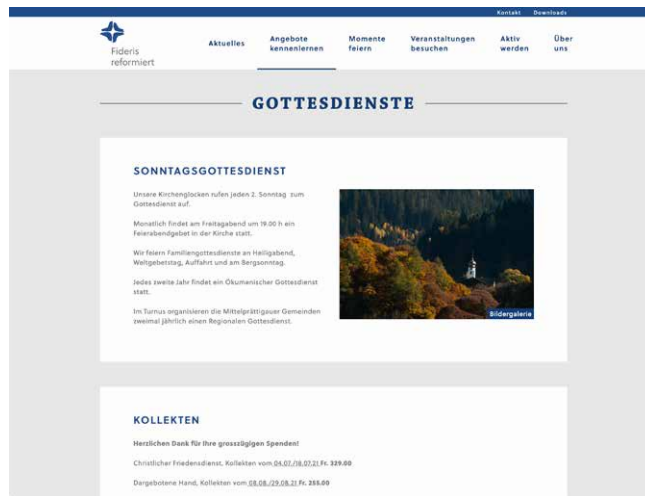 Kontakt Downloads
Fideris
reformiert
Aktuelles
Angebote
kennenlernen
Momente
feiern
Veranstaltungen
besuchen
Aktiv
werden
Über
uns
GOTTESDIENSTE
SONNTAGSGOTTESDIENST
Unsere Kirchenglocken rufen jeden 2. Sonntag zum
Gottesdienst auf.
Monatlich findet am Freitagabend um 19.00 h ein
Feierabendgebet in der Kirche statt.
Wir feiern Familiengottesdienste an Heiligabend,
Weltgebetstag, Auffahrt und am Bergsonntag.
Jedes zweite Jahr findet ein Ökumenischer Gottesdienst
statt.
Im Turnus organisieren die Mittelprättigauer Gemeinden
zweimal jährlich einen Regionalen Gottesdienst.
Bildergalerie
KOLLEKTEN
Herzlichen Dank für Ihre grosszügigen Spenden!
Christlicher Friedensdienst, Kollekten vom 04.07./18.07.21 Fr. 329.00
Dargebotene Hand, Kollekten vom 08.08./29.08.21 Fr. 255.00